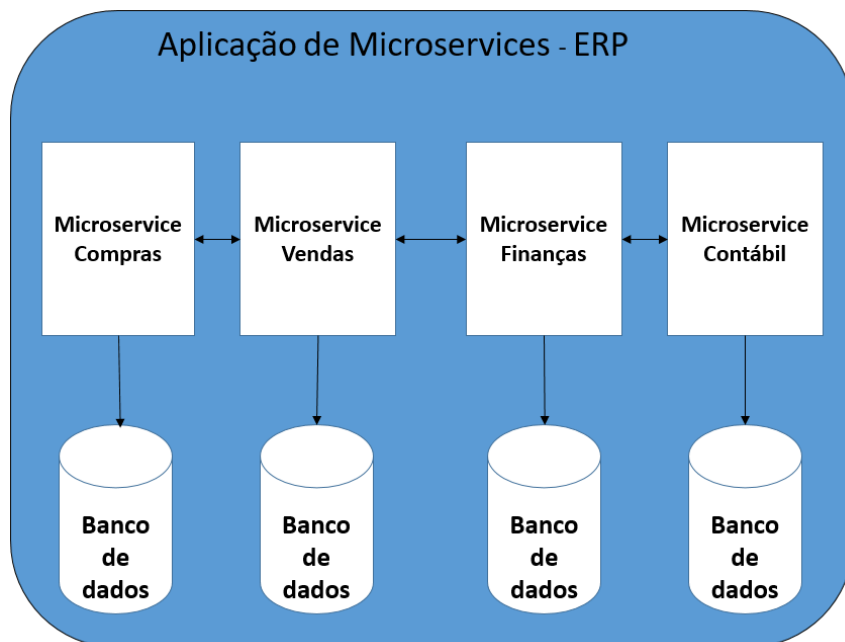 Aplicação de Microservices - ERP
Microservice
Compras
Microservice
Vendas
Microservice
Finanças
Microservice
Contábil
Banco
de
dados
Banco
de
dados
Banco
de
dados
Banco
de
dados